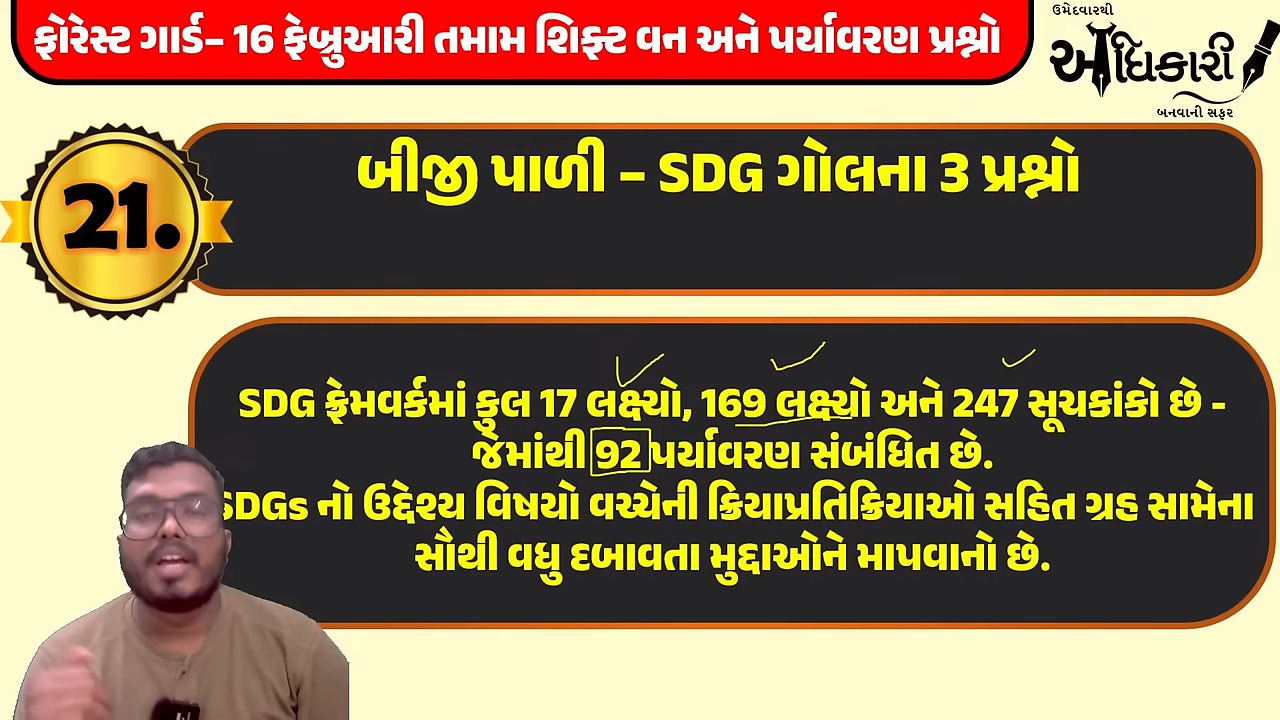 ફોરેસ્ટ ગાર્ડ– 16 ફેબ્રુઆરી તમામ શિફ્ટ વન અને પર્યાવરણ પ્રશ્નો
ઉમેદવારથી
અધિકારી
બનવાની સફર
21.
બીજી પાળી – SDG ગોલના 3 પ્રશ્નો
SDG ફ્રેમવર્કમાં કુલ 17 લક્ષ્યો, 169 લક્ષ્યો અને 247 સૂચકાંકો છે -
જેમાંથી 92 પર્યાવરણ સંબંધિત છે.
SDGs નો ઉદ્દેશ્ય વિષયો વચ્ચેની ક્રિયાપ્રતિક્રિયાઓ સહિત ગ્રહ સામેના
સૌથી વધુ દબાવતા મુદ્દાઓને માપવાનો છે.